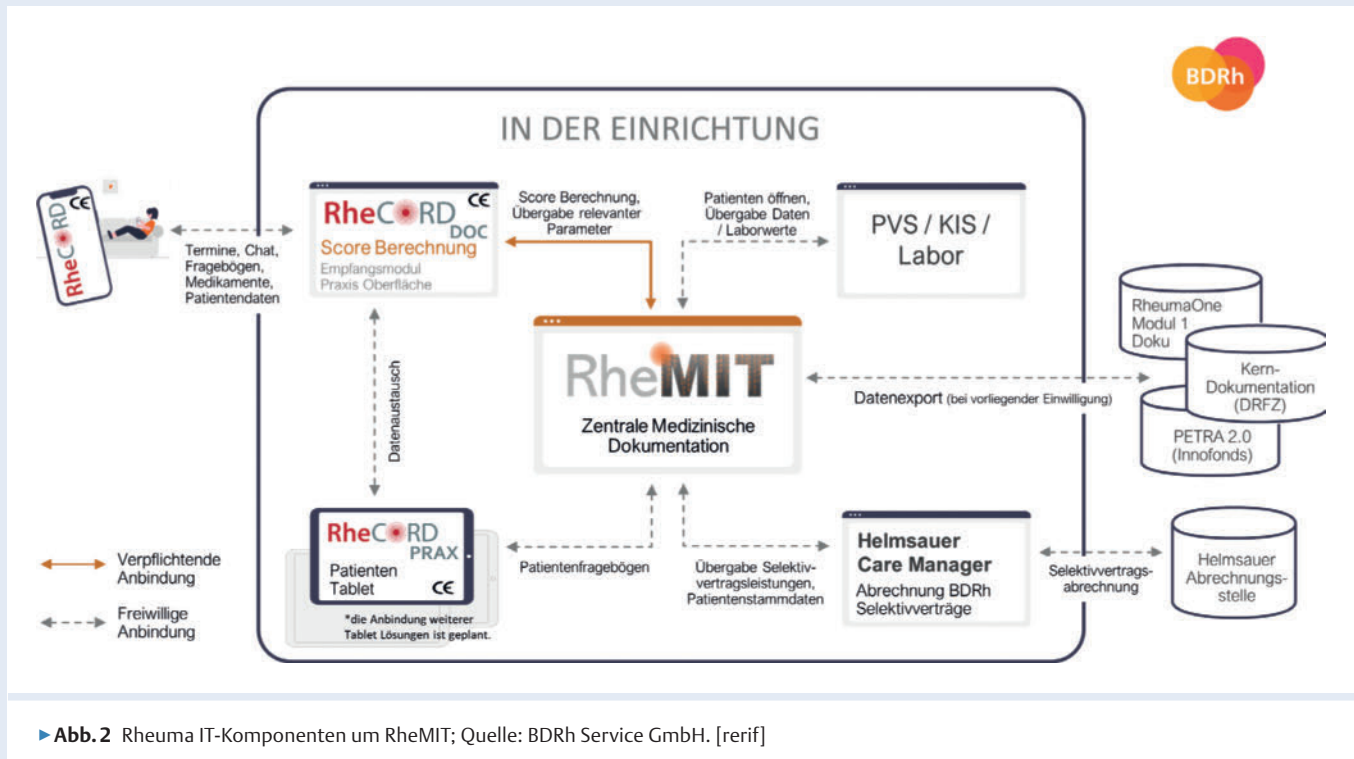 BDRh
IN DER EINRICHTUNG
RheCORD
CE
Termine, Chat,
Fragebögen,
Medikamente,
Patientendaten
RheCORD
CE
DOC
Score Berechnung
Empfangsmodul
Praxis Oberfläche
Score Berechnung,
Übergabe relevanter
Parameter
Patienten öffnen,
Übergabe Daten
/ Laborwerte
PVS / KIS /
Labor
RheMIT
Zentrale Medizinische
Dokumentation
Datenaustausch
Datenexport (bei vorliegender Einwilligung)
RheumaOne
Modul 1
Doku
Kern-
Dokumentation
(DRFZ)
PETRA 2.0
(Innofonds)
RheCORD
PRAX
Patienten
Tablet
CE
*die Anbindung weiterer
Tablet Lösungen ist geplant.
Patientenfragebögen
Übergabe Selektiv-
vertragsleistungen,
Patientenstammdaten
Helmsauer
Care Manager
Abrechnung BDRh
Selektivverträge
Selektivvertrags-
abrechnung
Helmsauer
Abrechnungs-
stelle
Verpflichtende
Anbindung
Freiwillige
Anbindung
▶ Abb. 2 Rheuma IT-Komponenten um RheMIT; Quelle: BDRh Service GmbH. [rerif]